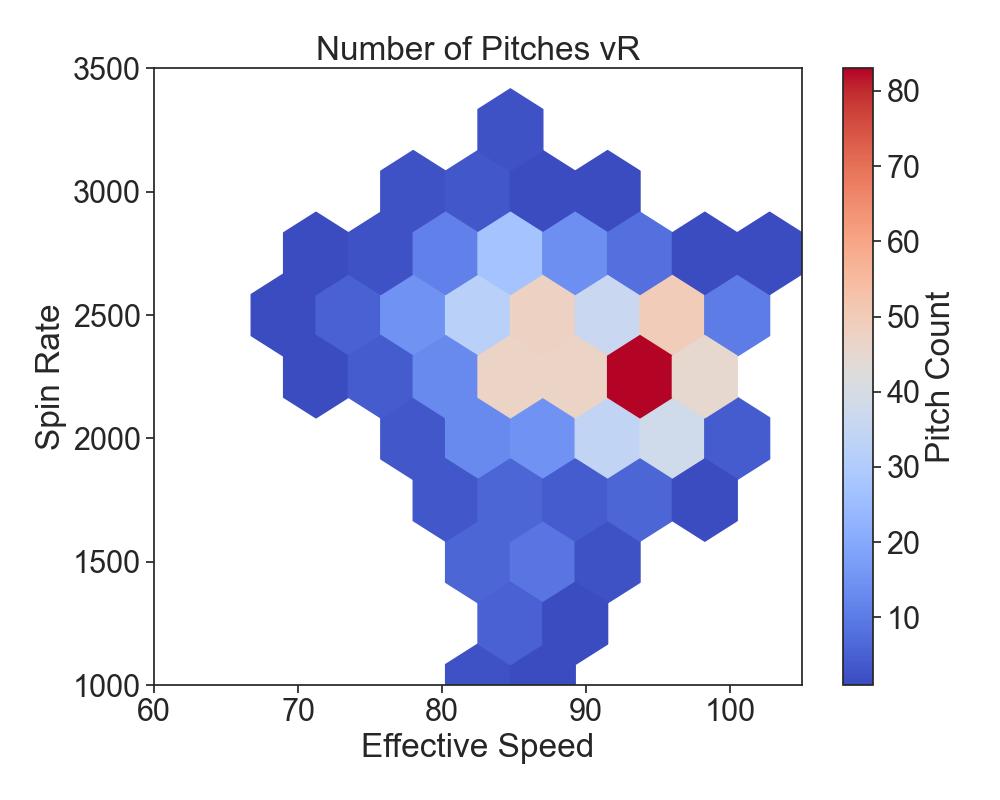 Number of Pitches vR
3500
3000
2500
2000
1500
1000
Spin Rate
60 70 80 90 100
Effective Speed
80
70
60
50
40
30
20
10
Pitch Count